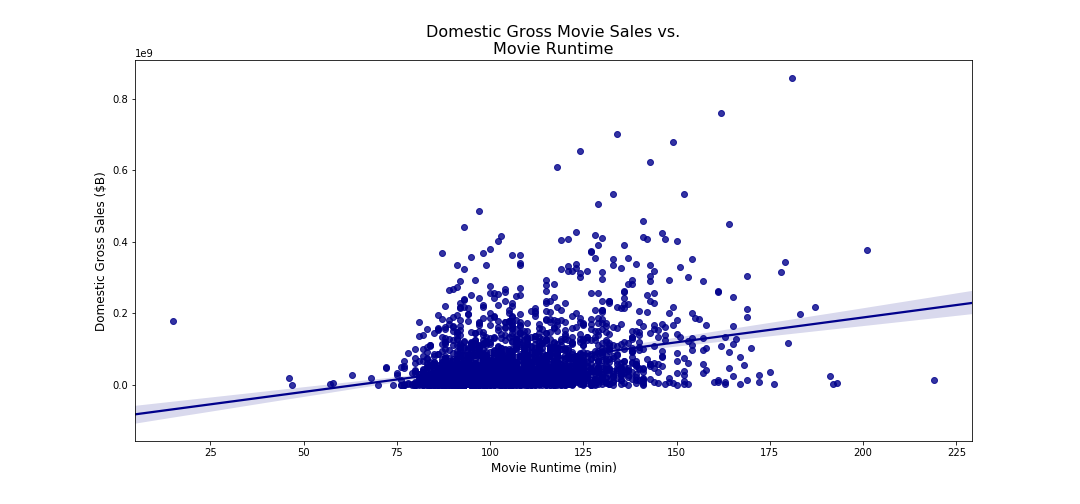 Domestic Gross Movie Sales vs.
Movie Runtime
1e9
0.8
0.6
0.4
0.2
0.0
Domestic Gross Sales ($B)
25
50
75
100
125
150
175
200
225
Movie Runtime (min)